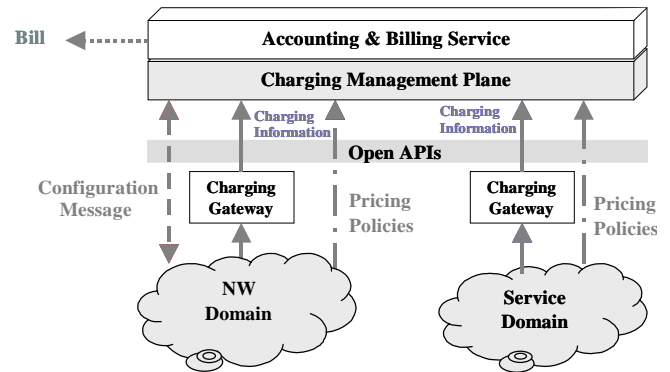 Bill
Accounting & Billing Service
Charging Management Plane
Charging
Information
Charging
Information
Open APIs
Configuration
Message
Charging
Gateway
Pricing
Policies
Charging
Gateway
Pricing
Policies
NW
Domain
Service
Domain